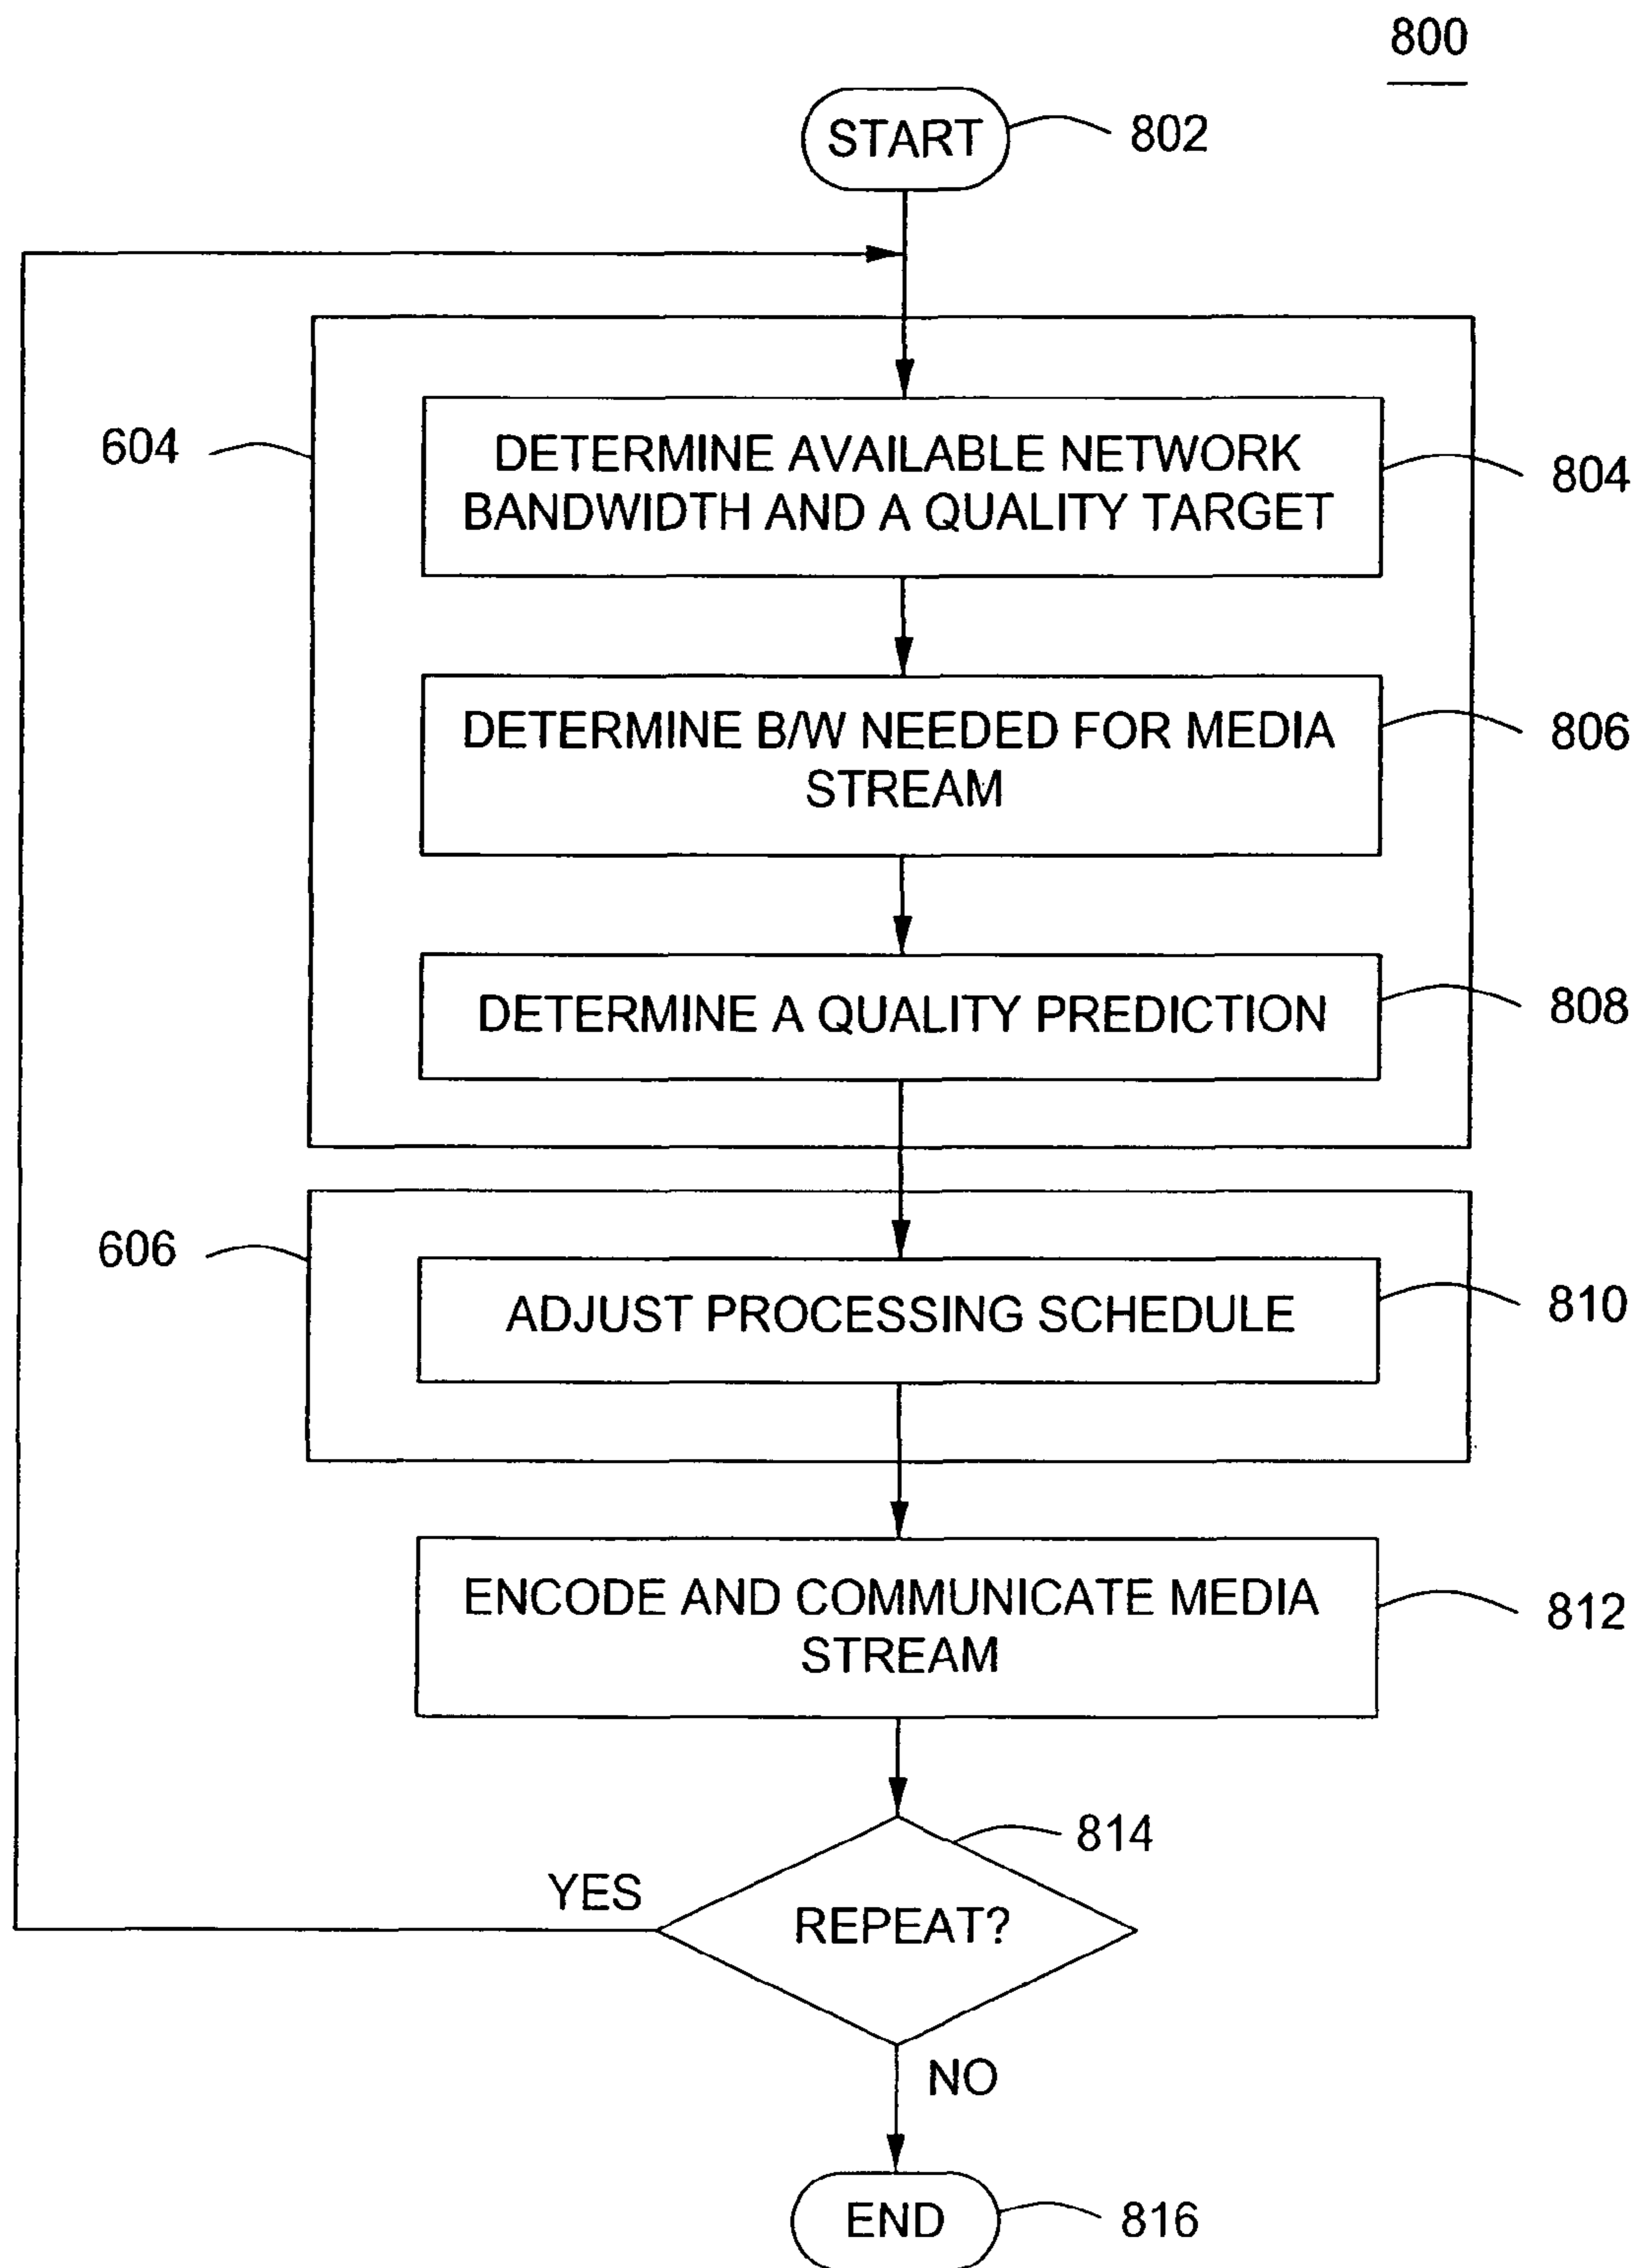 800
START
802
604
DETERMINE AVAILABLE NETWORK
BANDWIDTH AND A QUALITY TARGET
804
DETERMINE B/W NEEDED FOR MEDIA
STREAM
806
DETERMINE A QUALITY PREDICTION
808
606
ADJUST PROCESSING SCHEDULE
810
ENCODE AND COMMUNICATE MEDIA
STREAM
812
814
YES
REPEAT?
NO
END
816